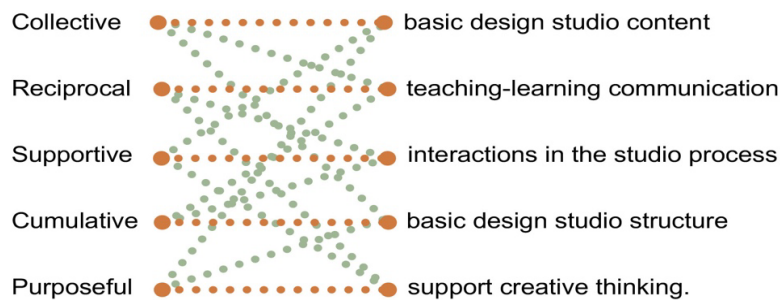 Collective basic design studio content
Reciprocal teaching-learning communication
Supportive interactions in the studio process
Cumulative basic design studio structure
Purposeful support creative thinking.